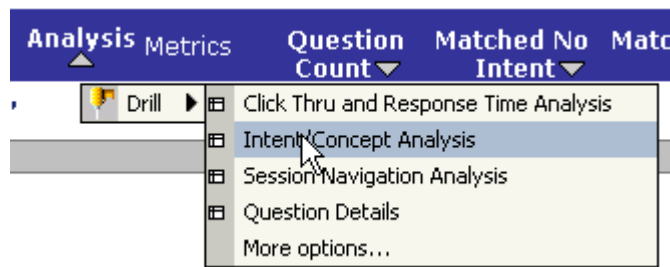 Analysis Metrics Question Count Matched No Intent Matc
Drill
Click Thru and Response Time Analysis
Intent/Concept Analysis
Session Navigation Analysis
Question Details
More options...